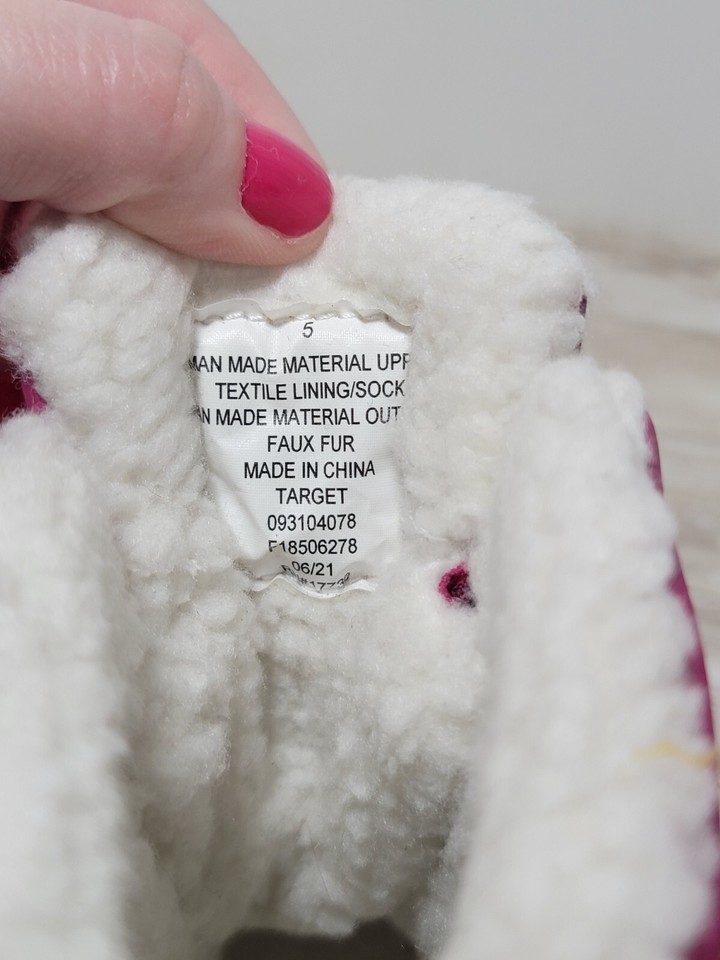 5
MAN MADE MATERIAL UPP
TEXTILE LINING/SOCK
AN MADE MATERIAL OUT
FAUX FUR
MADE IN CHINA
TARGET
093104078
F18506278
06/21